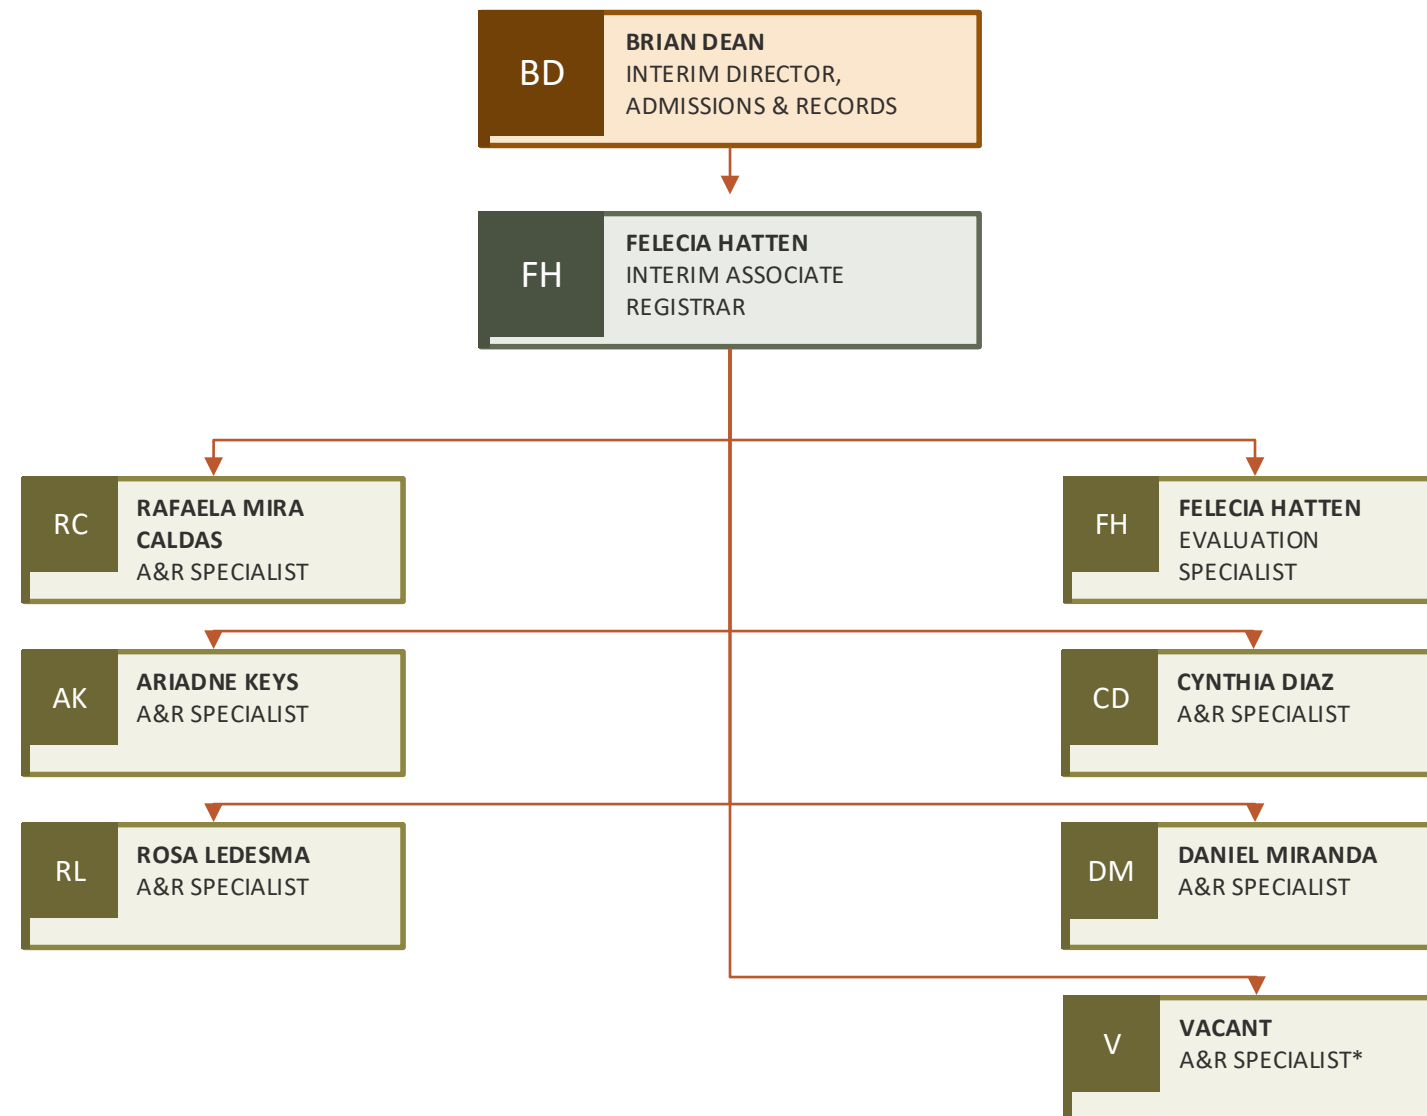 BD
BRIAN DEAN
INTERIM DIRECTOR,
ADMISSIONS & RECORDS
FH
FELECIA HATTEN
INTERIM ASSOCIATE
REGISTRAR
RC
RAFAELA MIRA
CALDAS
A&R SPECIALIST
FH
FELECIA HATTEN
EVALUATION
SPECIALIST
AK
ARIADNE KEYS
A&R SPECIALIST
CD
CYNTHIA DIAZ
A&R SPECIALIST
RL
ROSA LEDESMA
A&R SPECIALIST
DM
DANIEL MIRANDA
A&R SPECIALIST
V
VACANT
A&R SPECIALIST*